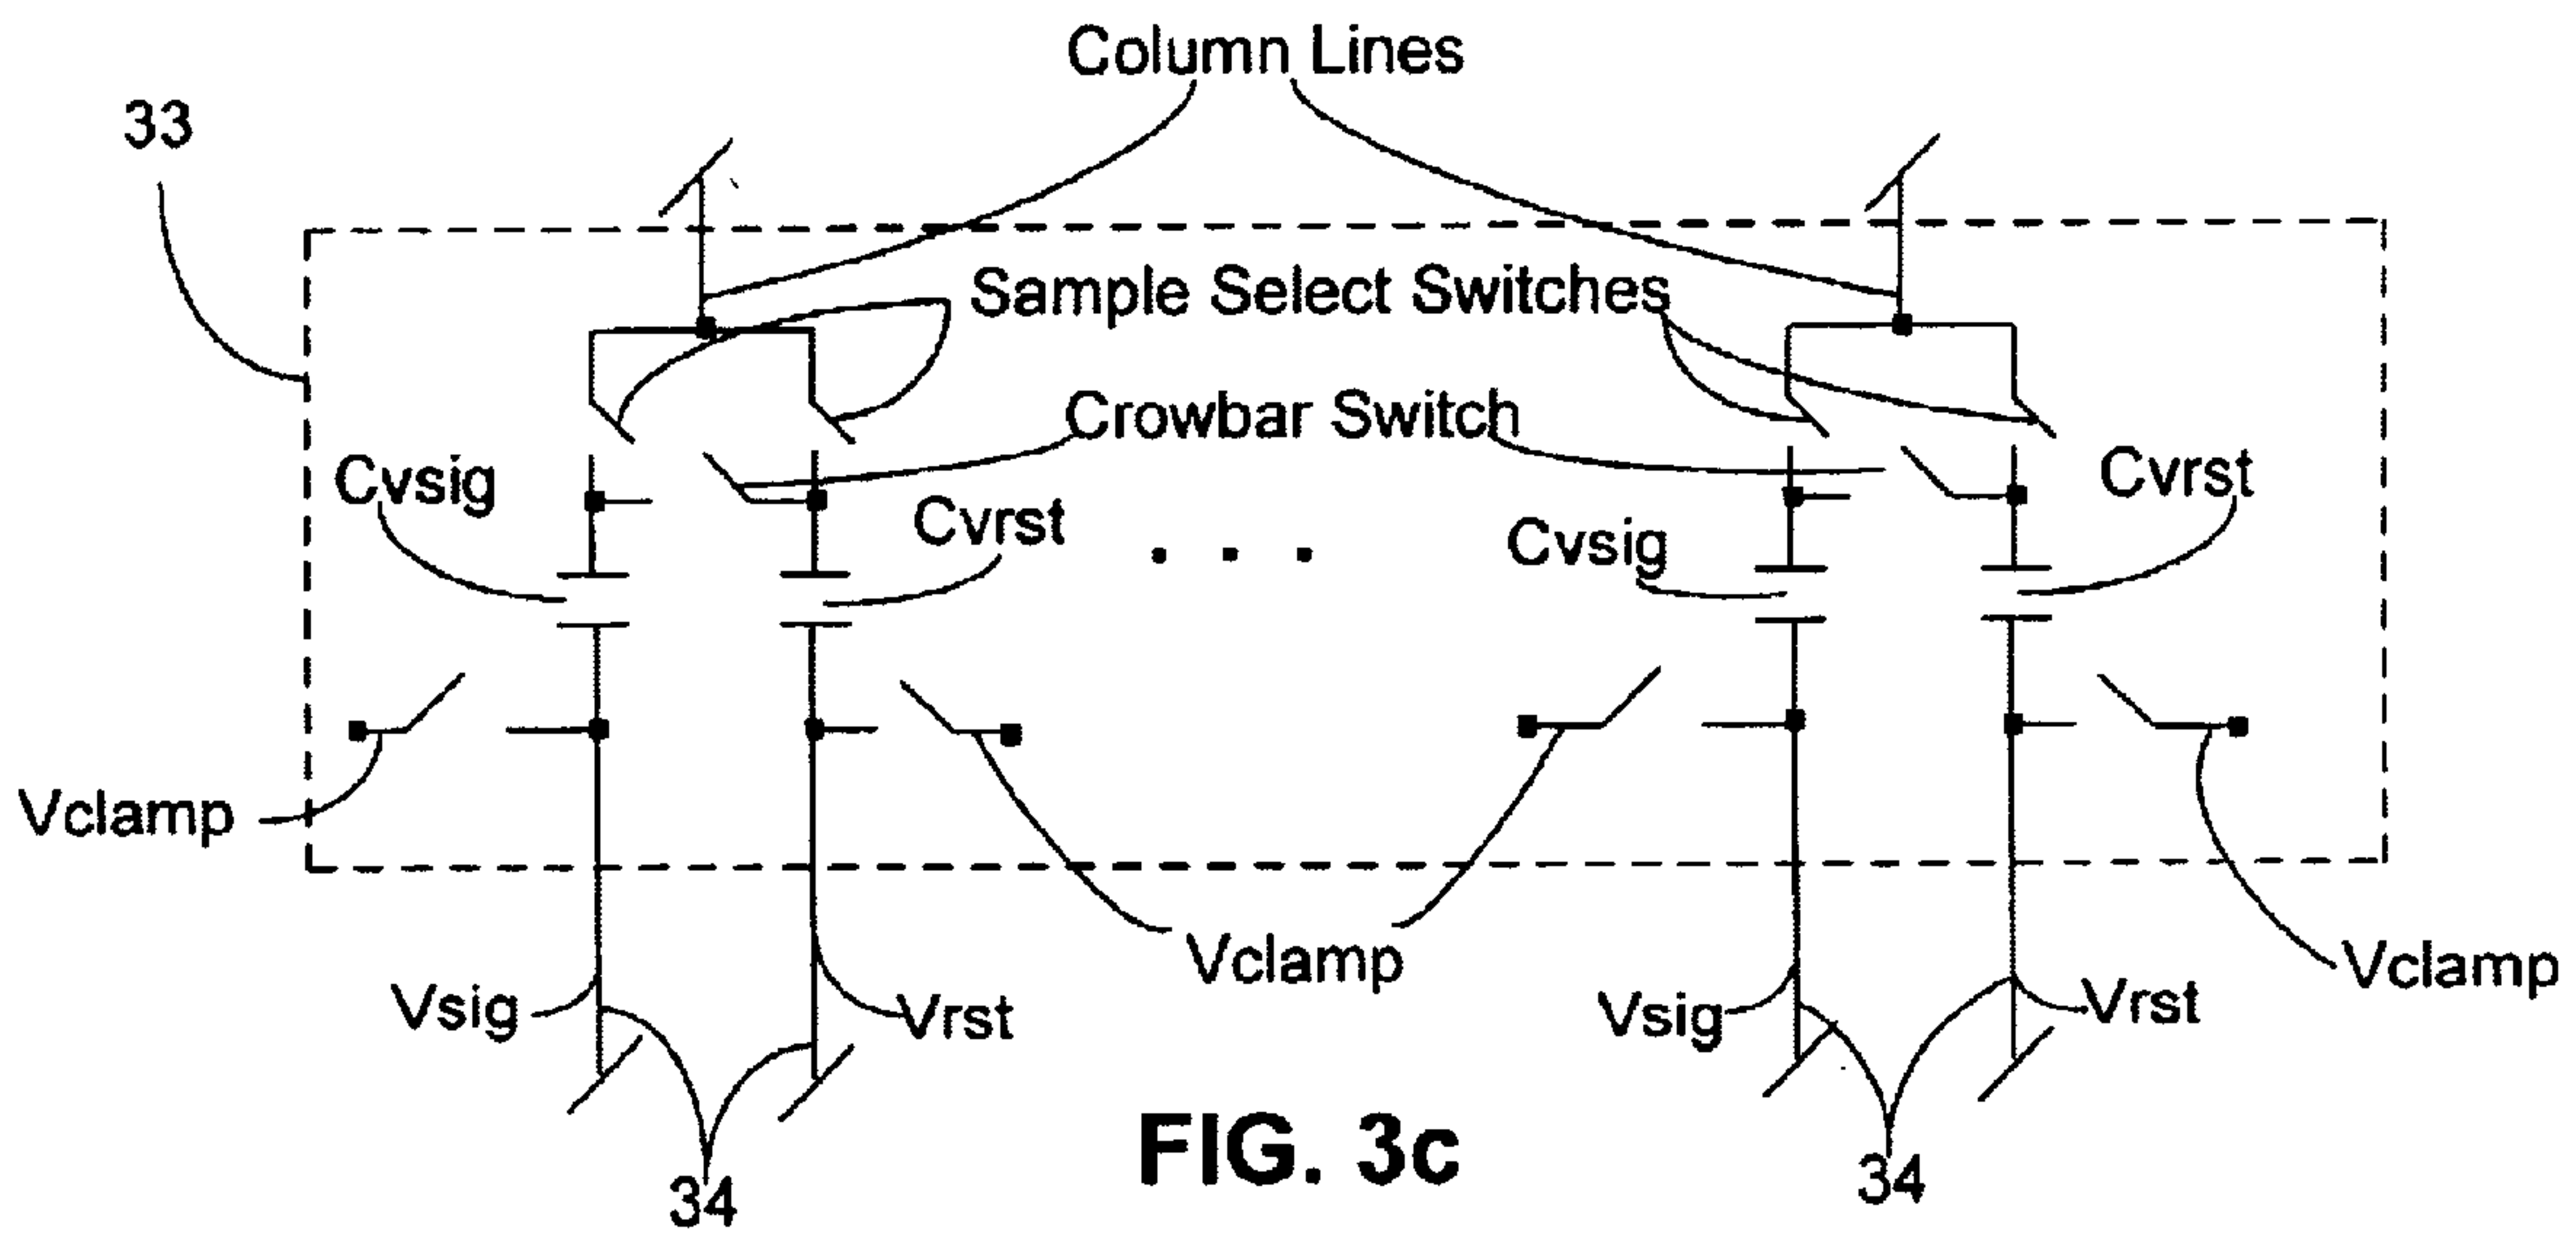 Column Lines
33
Sample Select Switches
Crowbar Switch
Cvsig
Cvrst
Cvrst
. . .
Cvsig
Vclamp
Vclamp
Vclamp
Vsig
Vrst
Vsig
Vrst
34
FIG. 3c
34